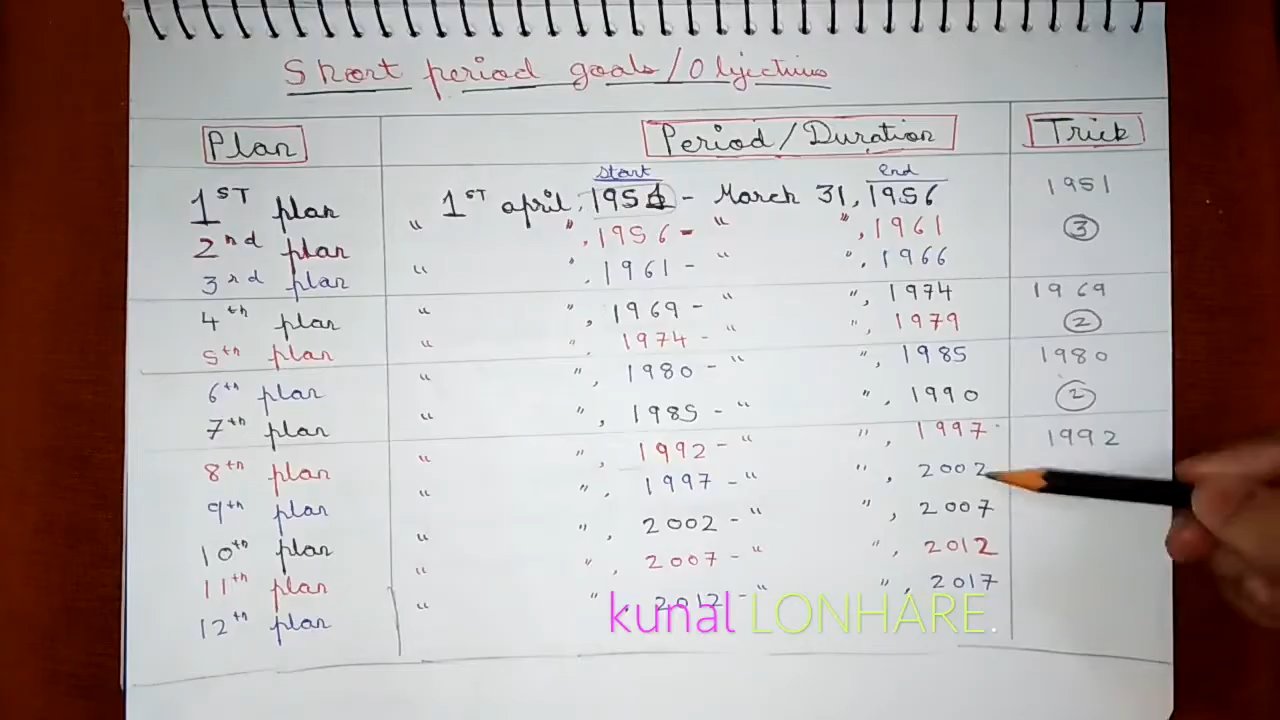 Short period goals/Objectives
Plan Period/Duration Trick
start end
1ST plan 1ST april, 1951 - March 31, 1956 1951
2nd plan " ", 1956 - " ", 1961 3
3rd plan " ", 1961 - " ", 1966
4th plan " ", 1969 - " ", 1974 1969
5th plan " ", 1974 - " ", 1979 2
6th plan " ", 1980 - " ", 1985 1980
7th plan " ", 1985 - " ", 1990 2
8th plan " ", 1992 - " ", 1997 1992
9th plan " ", 1997 - " ", 2002
10th plan " ", 2002 - " ", 2007
11th plan " ", 2007 - " ", 2012
12th plan " ", 2012 - " ", 2017
kunal LONHARE.